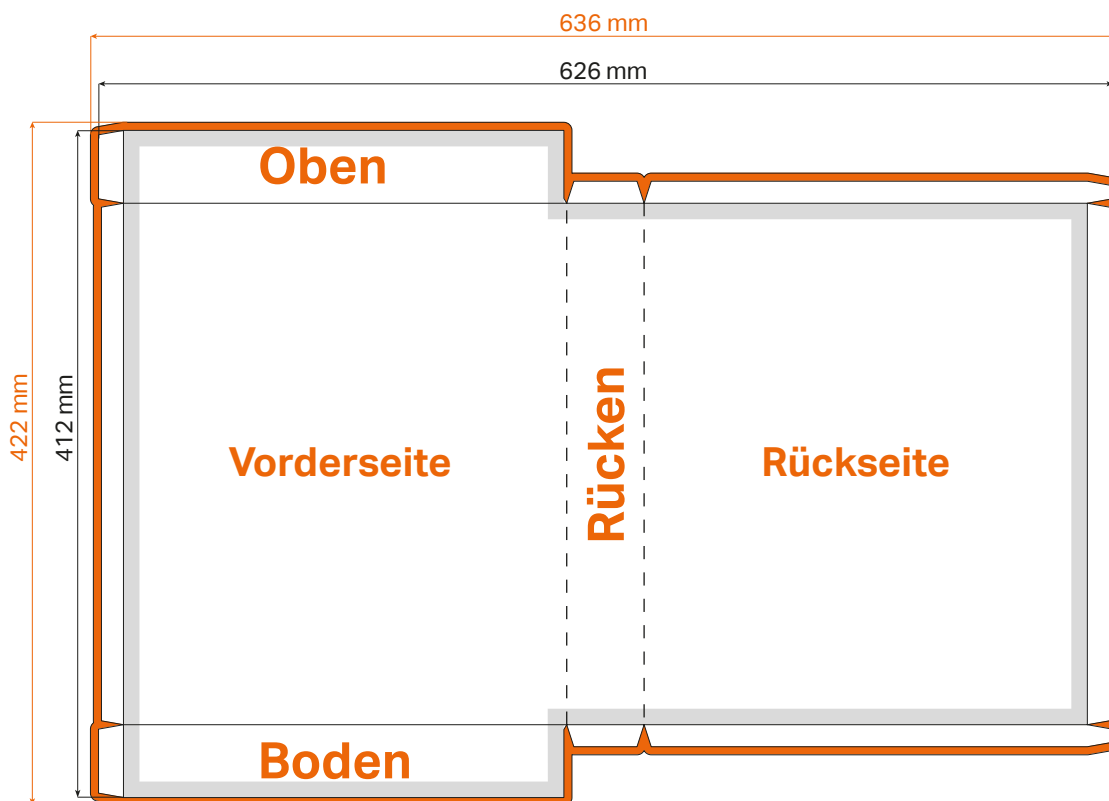 636 mm
626 mm
Oben
422 mm
412 mm
Vorderseite
Rücken
Rückseite
Boden